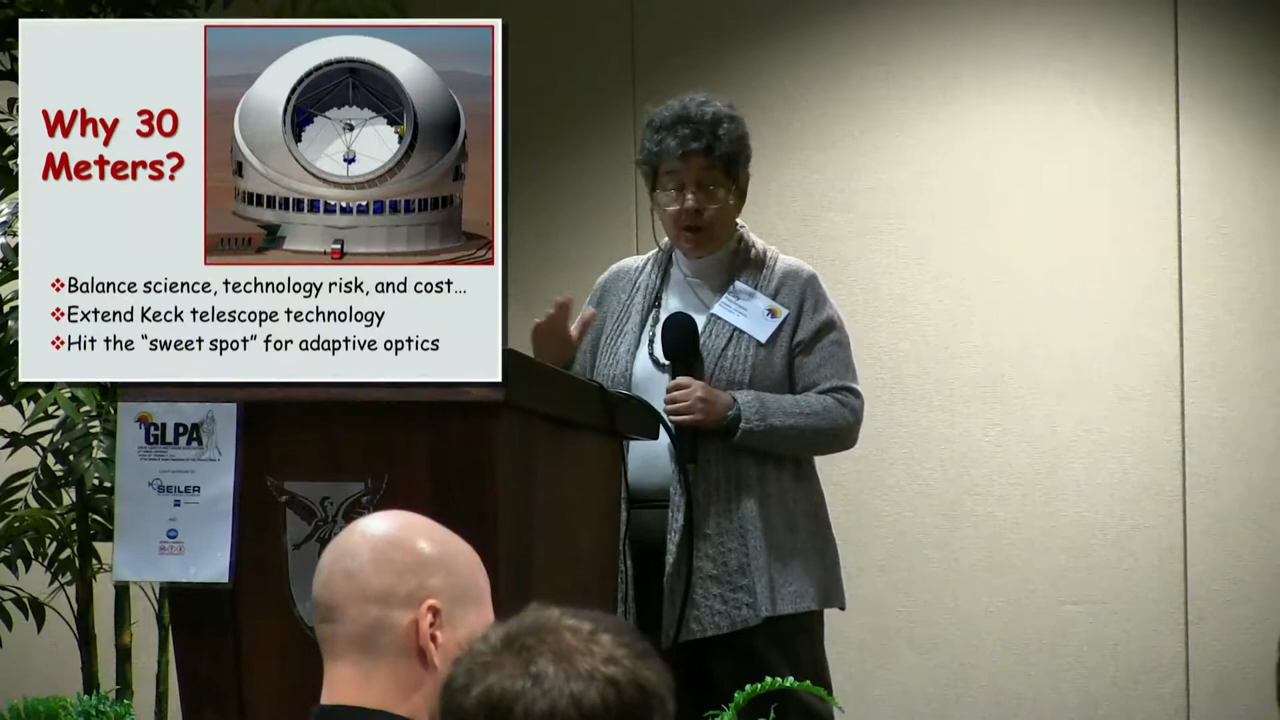 Why 30
Meters?
❖Balance science, technology risk, and cost...
❖Extend Keck telescope technology
❖Hit the “sweet spot” for adaptive optics
GLPA
SEILER